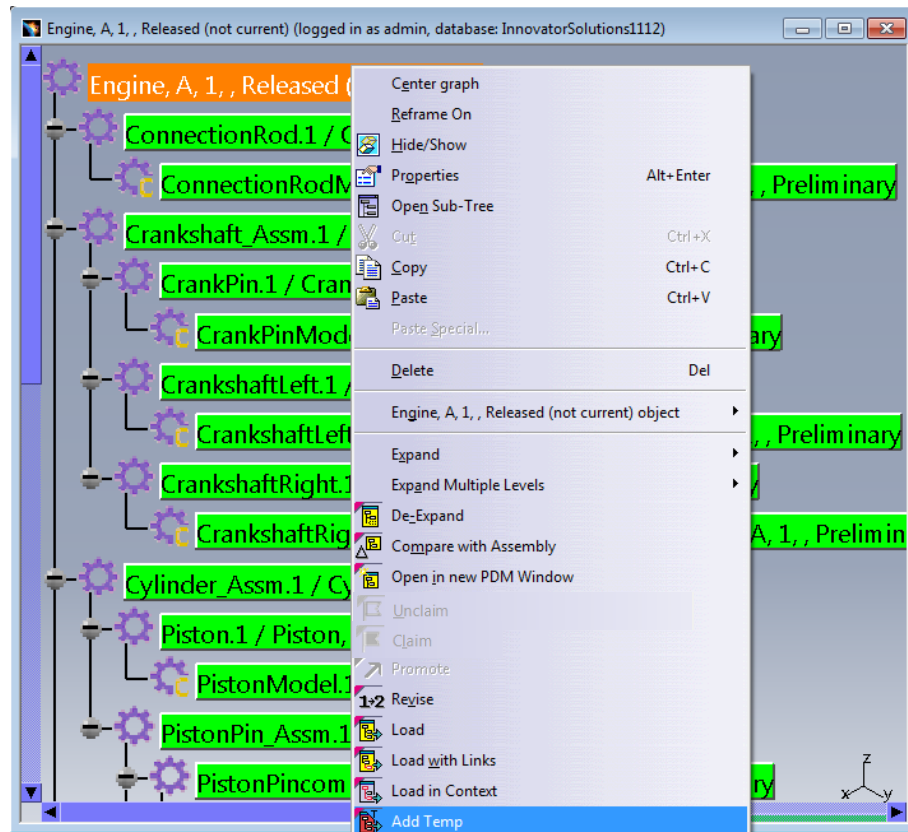 Engine, A, 1, , Released (not current) (logged in as admin, database: InnovatorSolutions1112)
Engine, A, 1, , Released (
ConnectionRod.1 /
ConnectionRodM , , Preliminary
Crankshaft_Assm.1 /
CrankPin.1 / Cran
CrankPinMod ary
CrankshaftLeft.1 /
CrankshaftLeft , , Preliminary
CrankshaftRight.1 y
CrankshaftRig A, 1, , Prelimin
Cylinder_Assm.1 / Cy
Piston.1 / Piston,
PistonModel.1
PistonPin_Assm.1
PistonPincom ry
Center graph
Reframe On
Hide/Show
Properties Alt+Enter
Open Sub-Tree
Cut Ctrl+X
Copy Ctrl+C
Paste Ctrl+V
Paste Special...
Delete Del
Engine, A, 1, , Released (not current) object
Expand
Expand Multiple Levels
De-Expand
Compare with Assembly
Open in new PDM Window
Unclaim
Claim
Promote
1→2 Revise
Load
Load with Links
Load in Context
Add Temp
z
x y